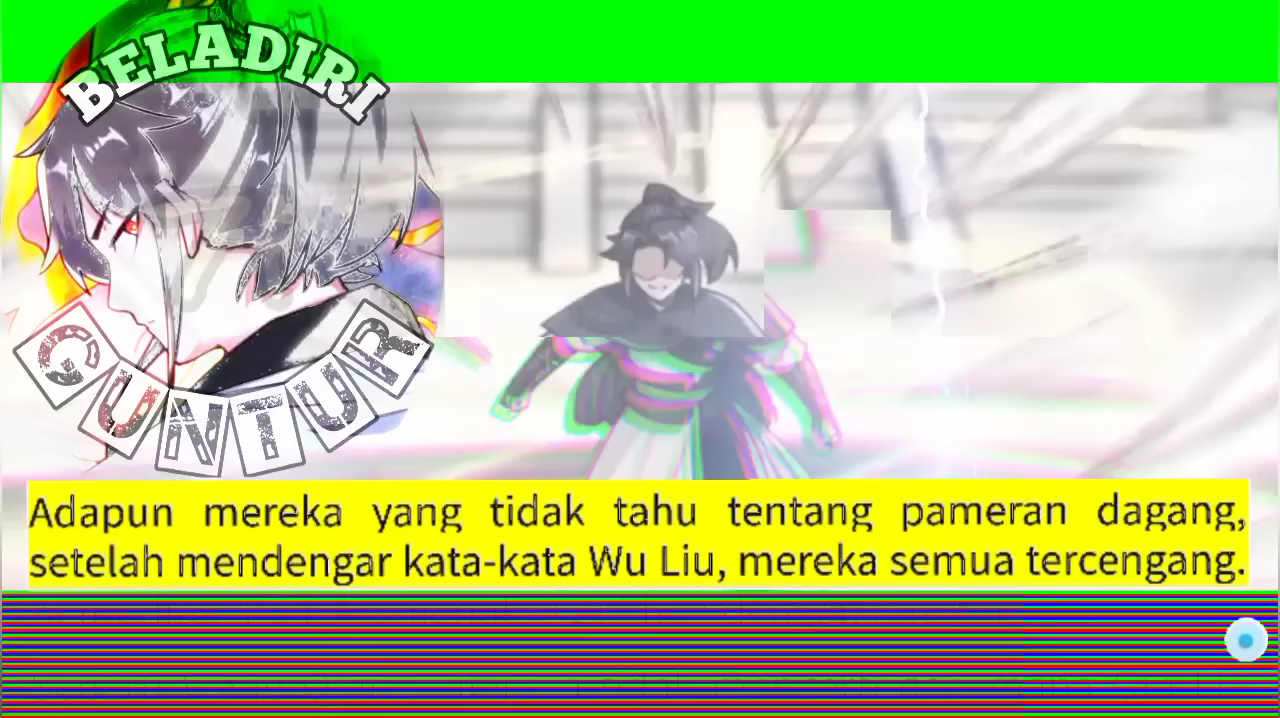 BELADIRI
GUNTUR
Adapun mereka yang tidak tahu tentang pameran dagang,
setelah mendengar kata-kata Wu Liu, mereka semua tercengang.